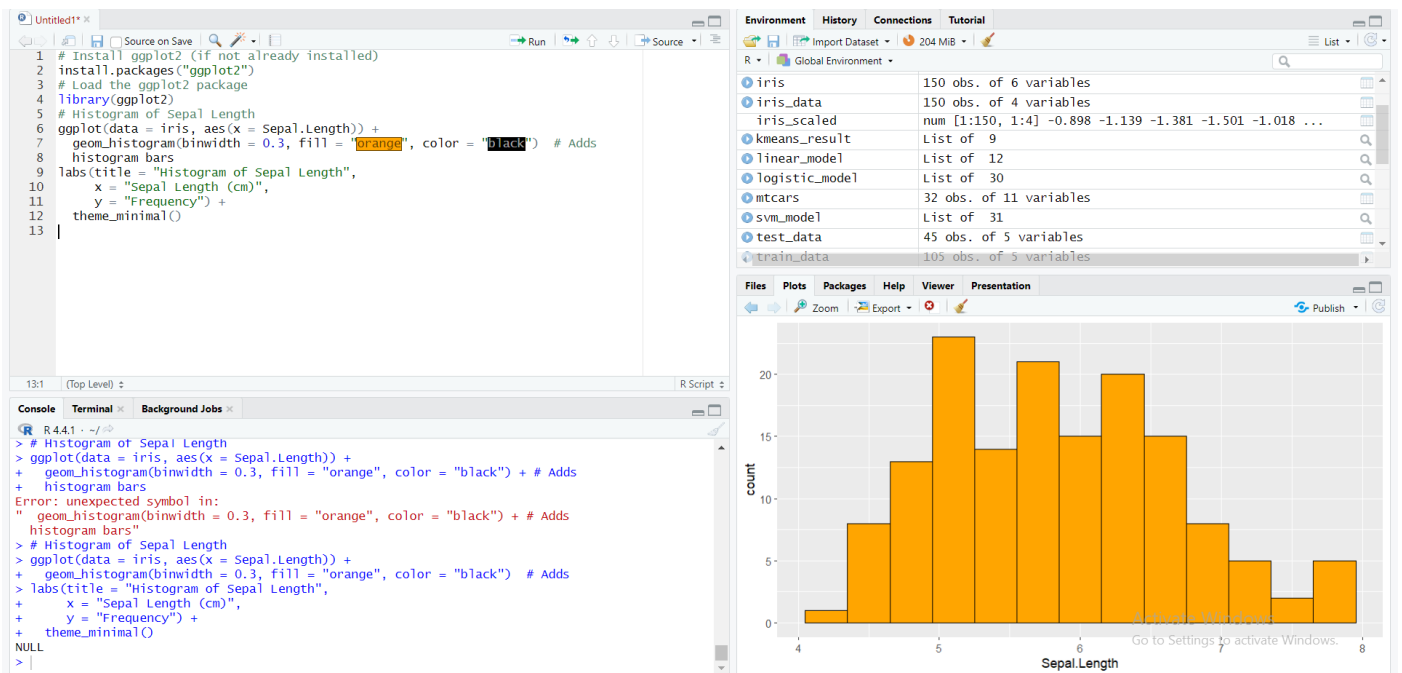 Untitled1*
Source on Save
Run
Source
1 # Install ggplot2 (if not already installed)
2 install.packages("ggplot2")
3 # Load the ggplot2 package
4 library(ggplot2)
5 # Histogram of Sepal Length
6 ggplot(data = iris, aes(x = Sepal.Length)) +
7 geom_histogram(binwidth = 0.3, fill = "orange", color = "black") # Adds
8 histogram bars
9 labs(title = "Histogram of Sepal Length",
10 x = "Sepal Length (cm)",
11 y = "Frequency") +
12 theme_minimal()
13
13:1 (Top Level) R Script
Console Terminal Background Jobs
R 4.4.1 · ~/
> # Histogram of Sepal Length
> ggplot(data = iris, aes(x = Sepal.Length)) +
+ geom_histogram(binwidth = 0.3, fill = "orange", color = "black") + # Adds
+ histogram bars
Error: unexpected symbol in:
" geom_histogram(binwidth = 0.3, fill = "orange", color = "black") + # Adds
histogram bars"
> # Histogram of Sepal Length
> ggplot(data = iris, aes(x = Sepal.Length)) +
+ geom_histogram(binwidth = 0.3, fill = "orange", color = "black") # Adds
> labs(title = "Histogram of Sepal Length",
+ x = "Sepal Length (cm)",
+ y = "Frequency") +
+ theme_minimal()
NULL
>
Environment History Connections Tutorial
Import Dataset 204 MiB List
R Global Environment
iris 150 obs. of 6 variables
iris_data 150 obs. of 4 variables
iris_scaled num [1:150, 1:4] -0.898 -1.139 -1.381 -1.501 -1.018 ...
kmeans_result List of 9
linear_model List of 12
logistic_model List of 30
mtcars 32 obs. of 11 variables
svm_model List of 31
test_data 45 obs. of 5 variables
train_data 105 obs. of 5 variables
Files Plots Packages Help Viewer Presentation
Zoom Export Publish
20
15
count
10
5
0
4 5 6 7 8
Sepal.Length
Activate Windows
Go to Settings to activate Windows.